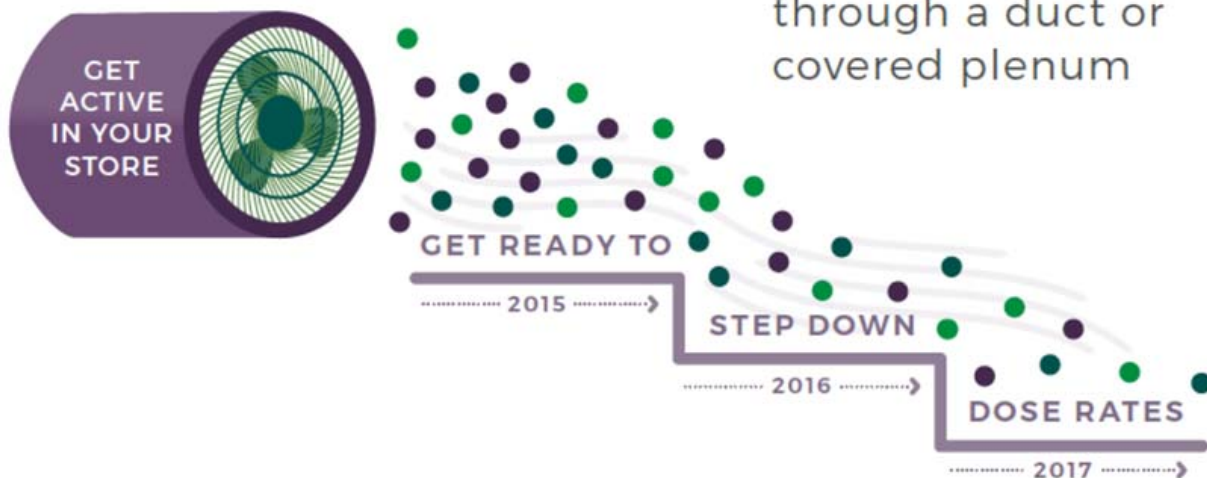 through a duct or
covered plenum
GET
ACTIVE
IN YOUR
STORE
GET READY TO
2015
STEP DOWN
2016
DOSE RATES
2017